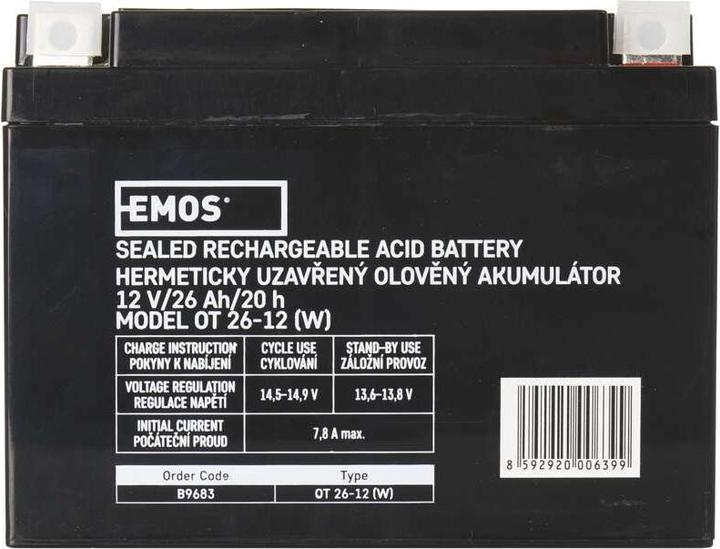 EMOS®
SEALED RECHARGEABLE ACID BATTERY
HERMETICKY UZAVŘENÝ OLOVĚNÝ AKUMULÁTOR
12 V/26 Ah/20 h
MODEL OT 26-12 (W)
CHARGE INSTRUCTION CYCLE USE STAND-BY USE
POKYNY K NABÍJENÍ CYKLOVÁNÍ ZÁLOŽNÍ PROVOZ
VOLTAGE REGULATION
REGULACE NAPĚTÍ 14,5-14,9 V 13,6-13,8 V
INITIAL CURRENT
POČÁTEČNÍ PROUD 7,8 A max.
Order Code Type
B9683 OT 26-12 (W)
8 592920 006399